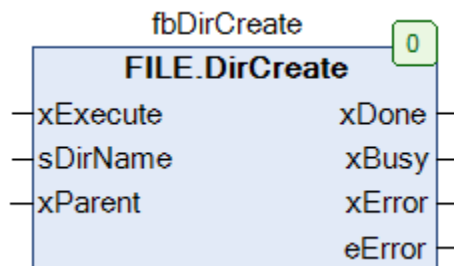 fbDirCreate
0
FILE.DirCreate
xExecute xDone
sDirName xBusy
xParent xError
eError